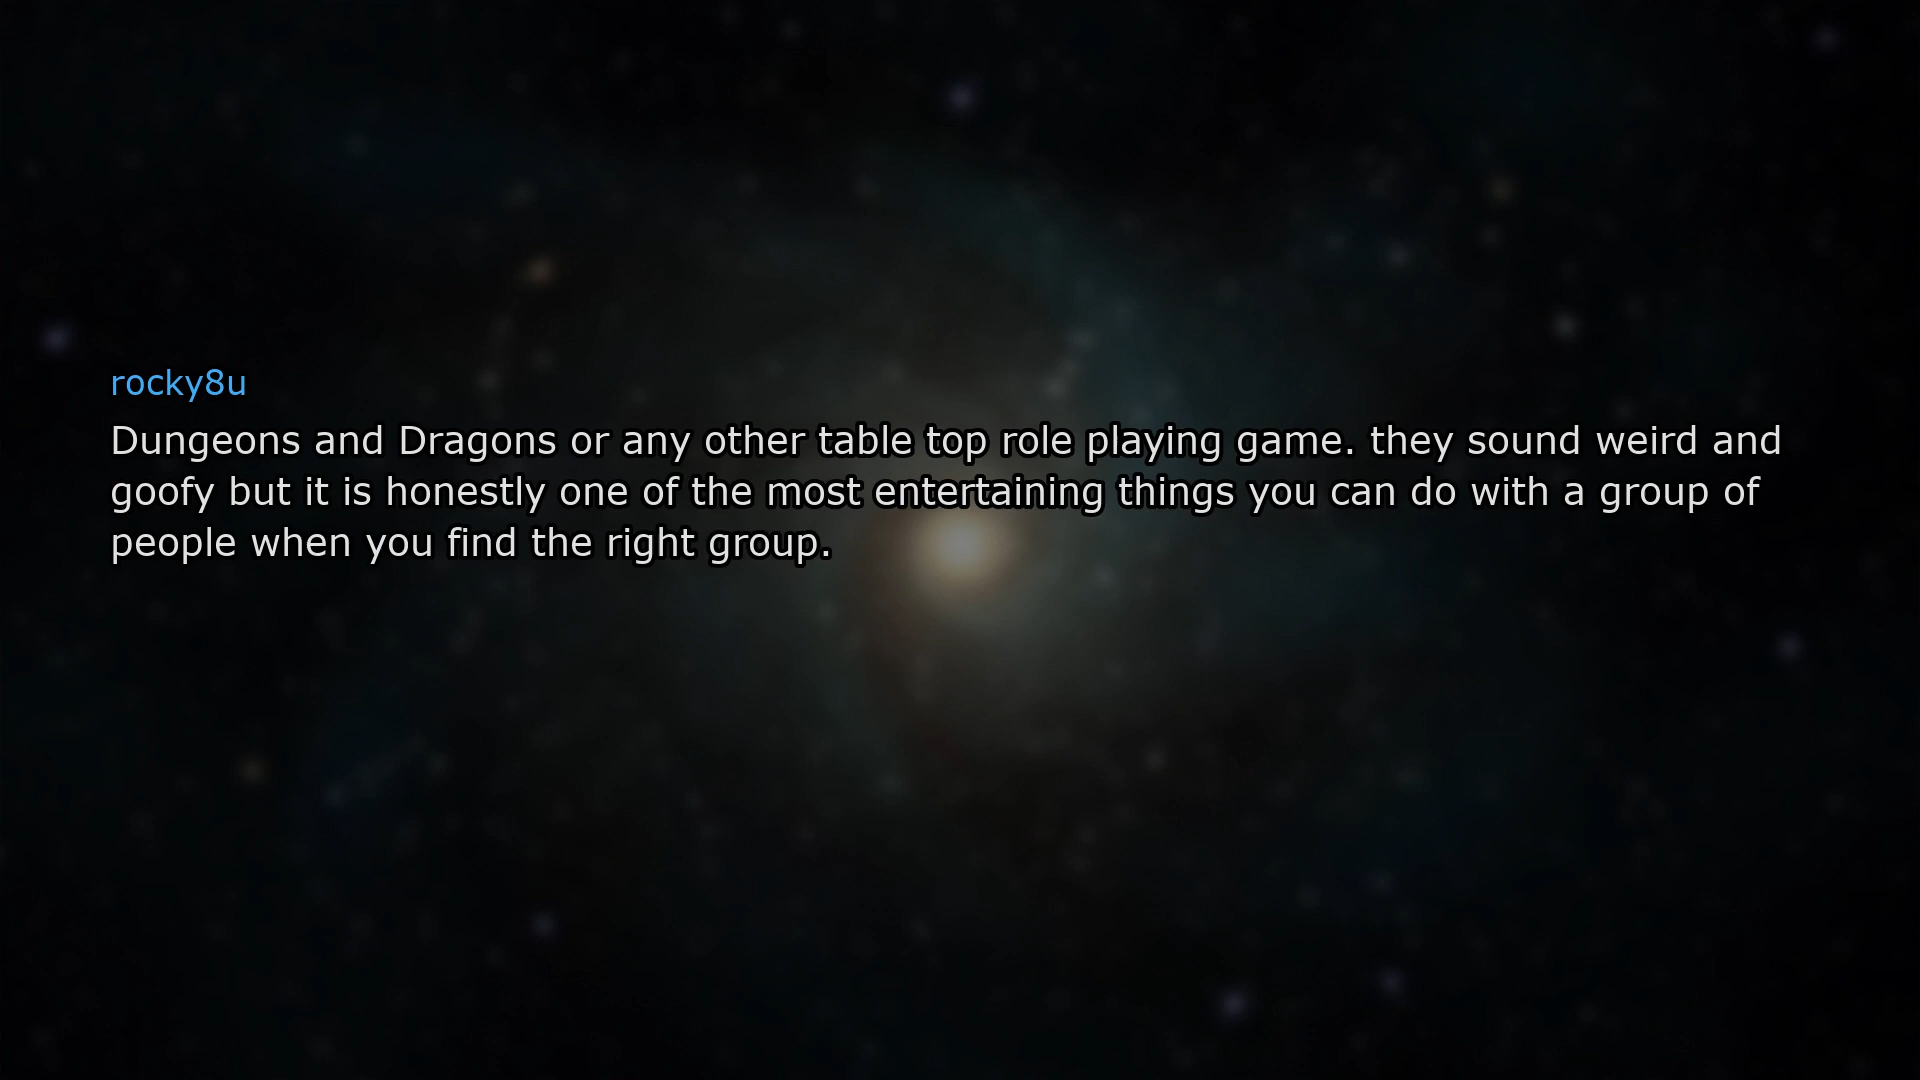 rocky8u
Dungeons and Dragons or any other table top role playing game. they sound weird and
goofy but it is honestly one of the most entertaining things you can do with a group of
people when you find the right group.